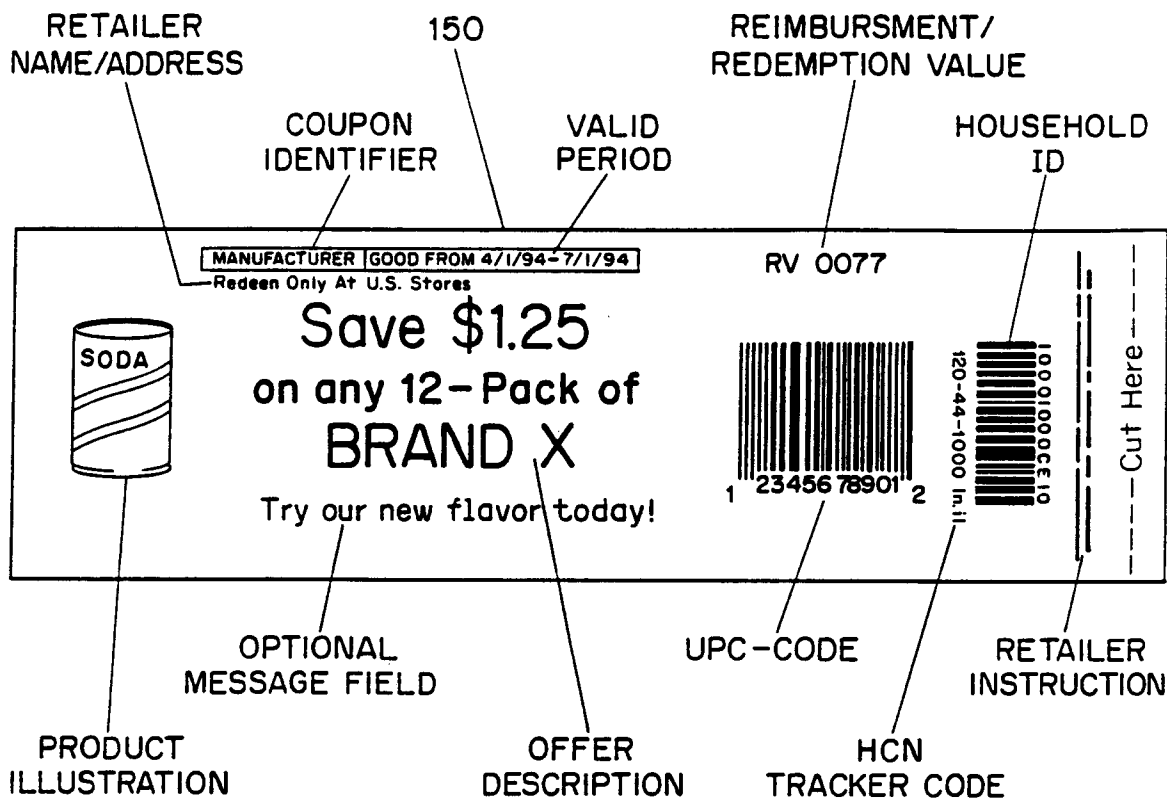 RETAILER
NAME/ADDRESS
150
REIMBURSMENT/
REDEMPTION VALUE
COUPON
IDENTIFIER
VALID
PERIOD
HOUSEHOLD
ID
MANUFACTURER GOOD FROM 4/1/94-7/1/94
Redeen Only At U.S. Stores
RV 0077
Save $1.25
on any 12-Pack of
BRAND X
Try our new flavor today!
SODA
1 23456 78901 2
120-44-1000 In.il
Cut Here
OPTIONAL
MESSAGE FIELD
UPC-CODE
RETAILER
INSTRUCTION
PRODUCT
ILLUSTRATION
OFFER
DESCRIPTION
HCN
TRACKER CODE